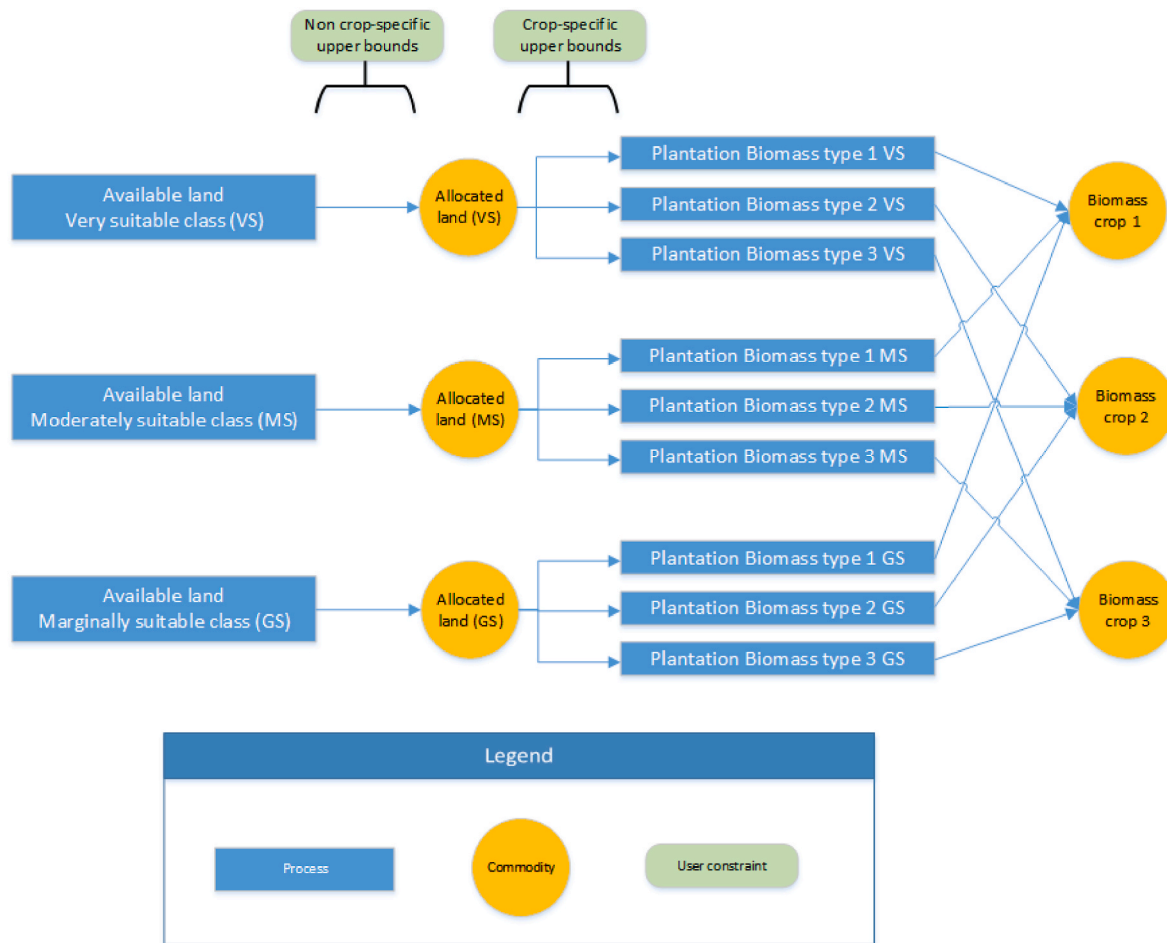 Non crop-specific
upper bounds
Crop-specific
upper bounds
Available land
Very suitable class (VS)
Allocated
land (VS)
Plantation Biomass type 1 VS
Plantation Biomass type 2 VS
Plantation Biomass type 3 VS
Biomass
crop 1
Available land
Moderately suitable class (MS)
Allocated
land (MS)
Plantation Biomass type 1 MS
Plantation Biomass type 2 MS
Plantation Biomass type 3 MS
Biomass
crop 2
Available land
Marginally suitable class (GS)
Allocated
land (GS)
Plantation Biomass type 1 GS
Plantation Biomass type 2 GS
Plantation Biomass type 3 GS
Biomass
crop 3
Legend
Process
Commodity
User constraint